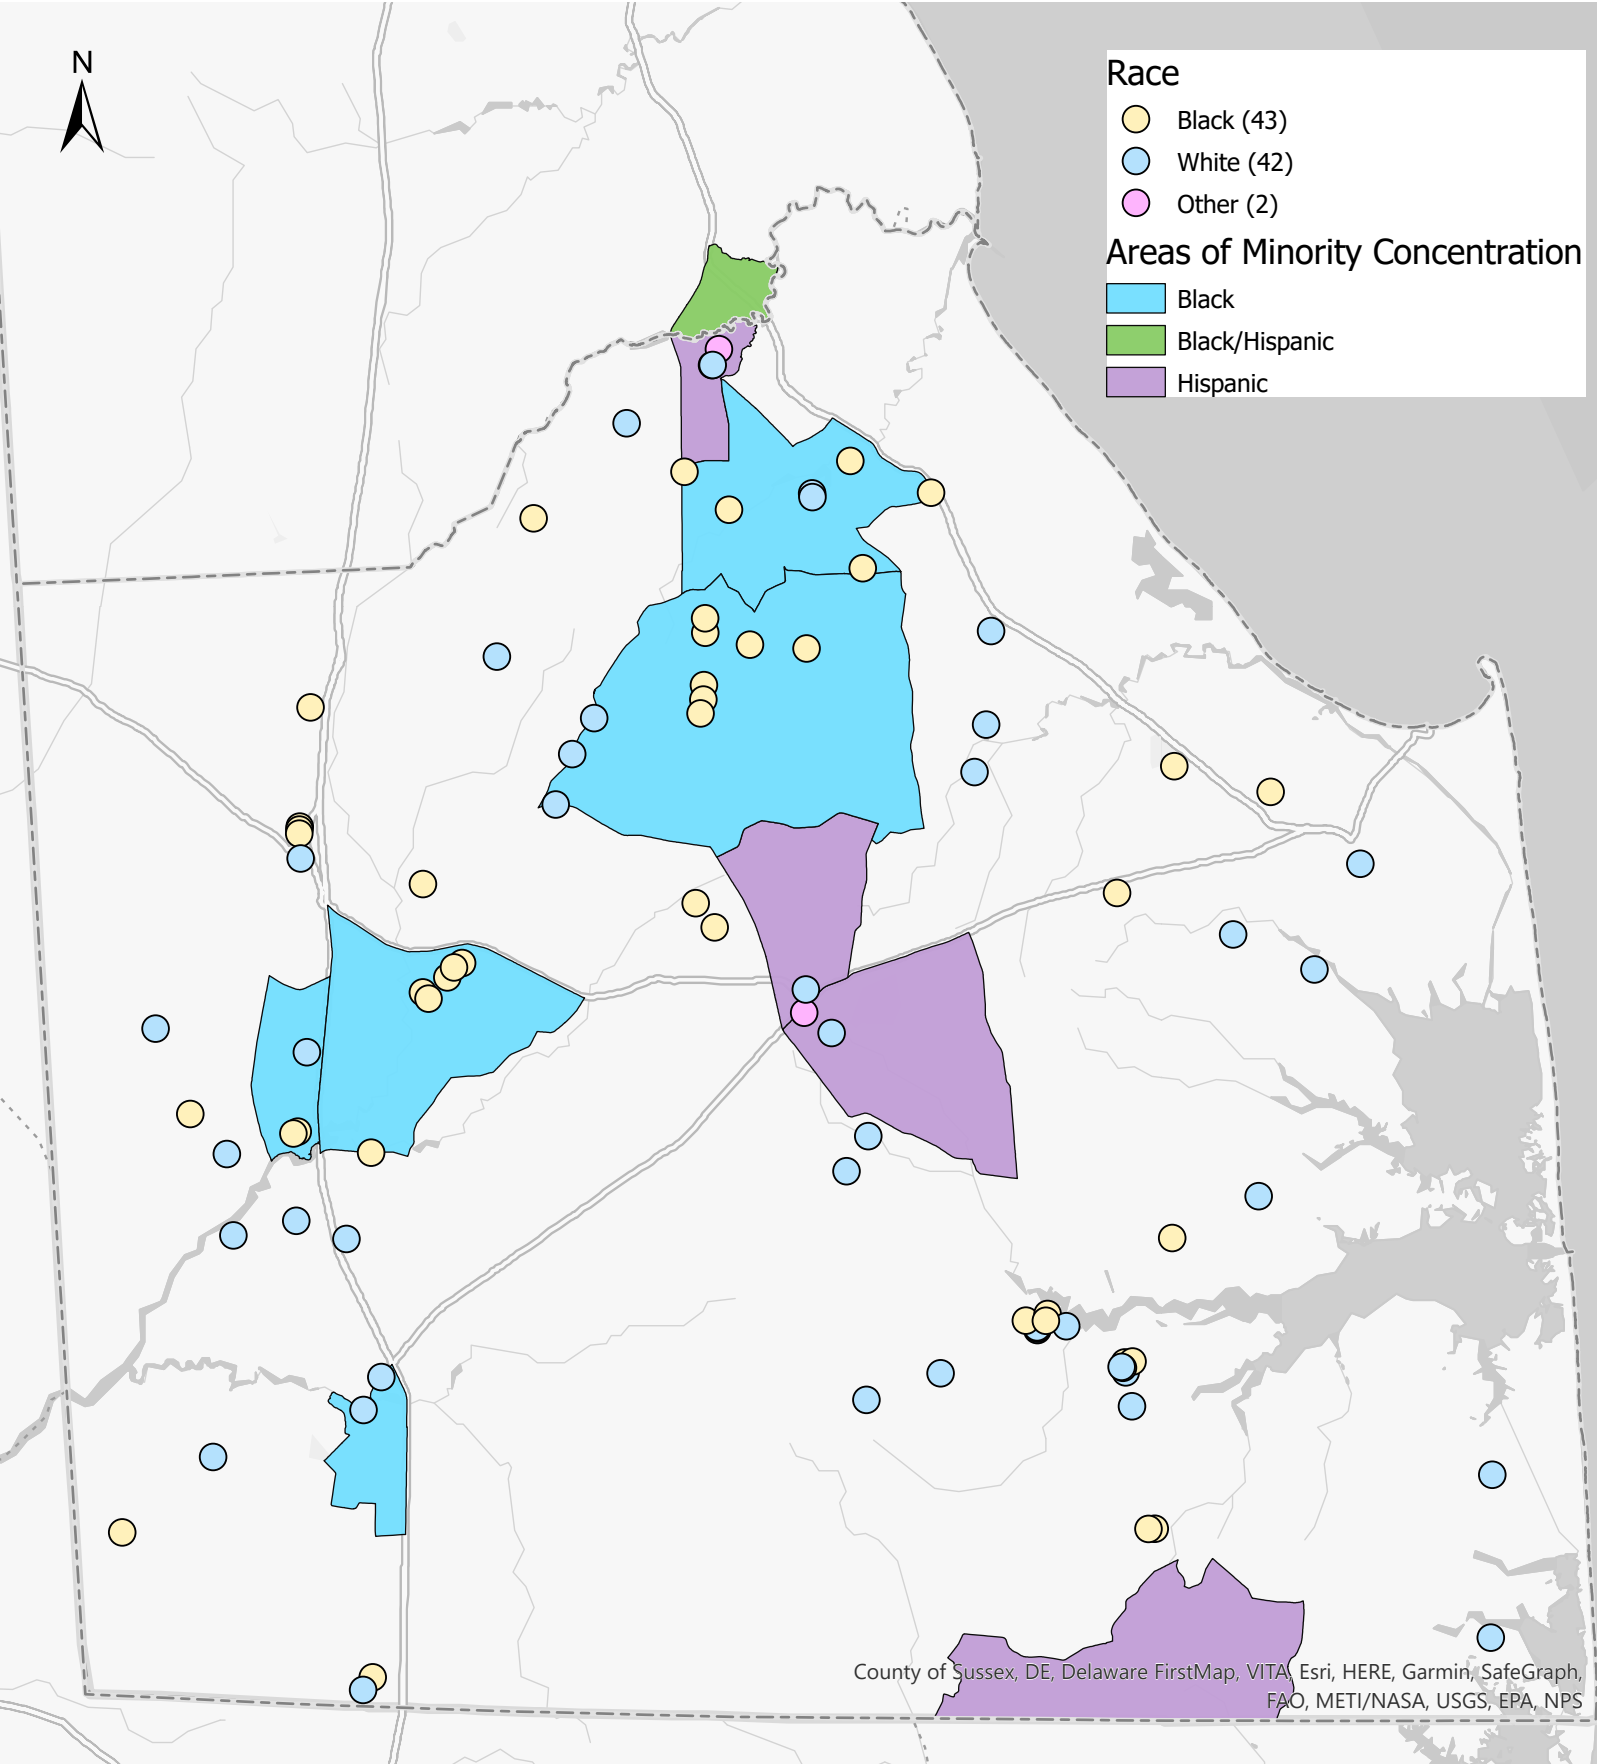 N
Race
Black (43)
White (42)
Other (2)
Areas of Minority Concentration
Black
Black/Hispanic
Hispanic
County of Sussex, DE, Delaware FirstMap, VITA, Esri, HERE, Garmin, SafeGraph,
FAO, METI/NASA, USGS, EPA, NPS